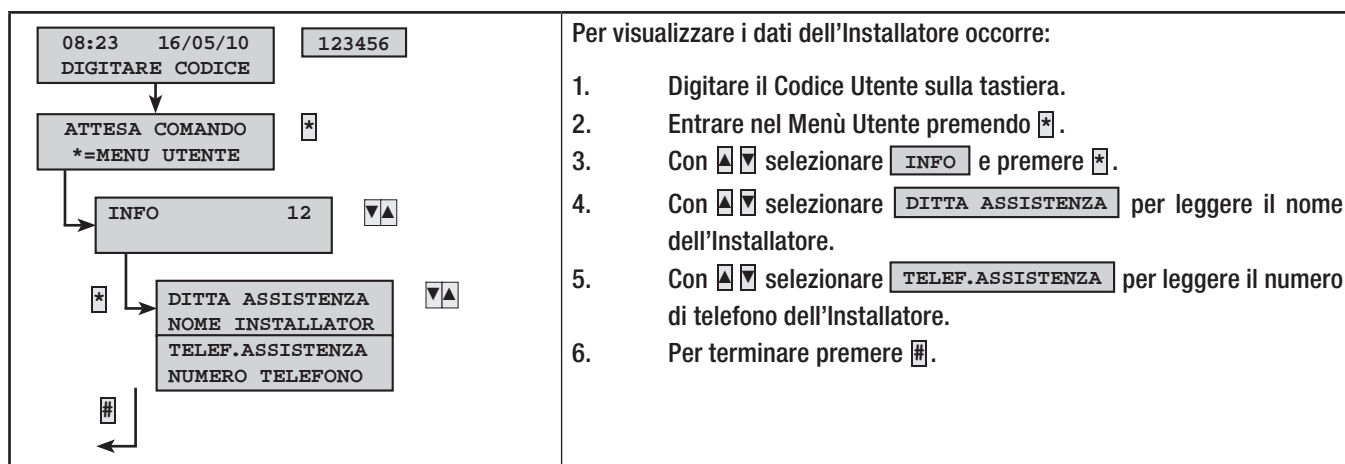 08:23 16/05/10
DIGITARE CODICE
123456
ATTESA COMANDO
*=MENU UTENTE
*
INFO 12
▼▲
*
DITTA ASSISTENZA
NOME INSTALLATOR
▼▲
TELEF.ASSISTENZA
NUMERO TELEFONO
#
Per visualizzare i dati dell'Installatore occorre:
1. Digitare il Codice Utente sulla tastiera.
2. Entrare nel Menù Utente premendo *.
3. Con ▲ ▼ selezionare INFO e premere *.
4. Con ▲ ▼ selezionare DITTA ASSISTENZA per leggere il nome
dell'Installatore.
5. Con ▲ ▼ selezionare TELEF.ASSISTENZA per leggere il numero
di telefono dell'Installatore.
6. Per terminare premere #.